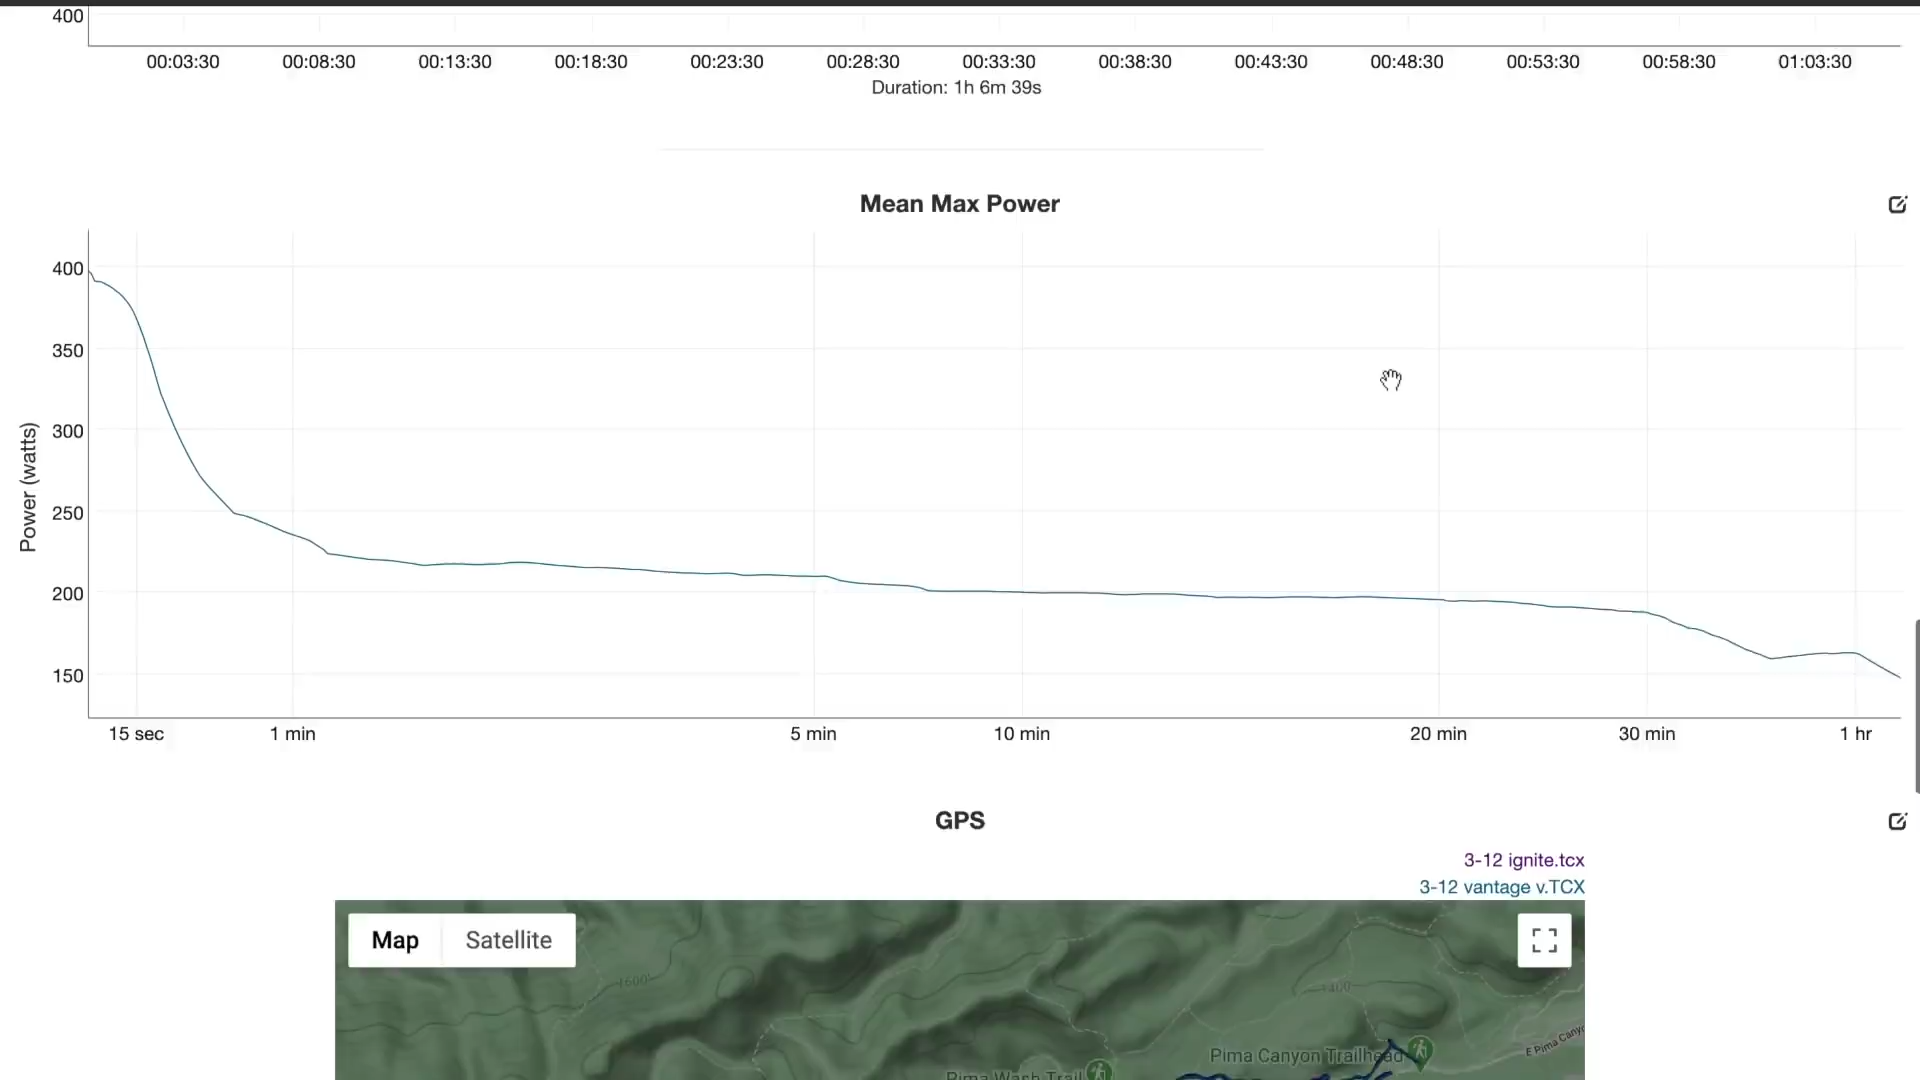 400
00:03:30 00:08:30 00:13:30 00:18:30 00:23:30 00:28:30 00:33:30 00:38:30 00:43:30 00:48:30 00:53:30 00:58:30 01:03:30
Duration: 1h 6m 39s
Mean Max Power
400
350
300
250
200
150
Power (watts)
15 sec 1 min 5 min 10 min 20 min 30 min 1 hr
GPS
3-12 ignite.tcx
3-12 vantage v.TCX
Map Satellite
1600'
1400'
E Pima Canyo
Pima Canyon Trailhead
Pima Wash Trail